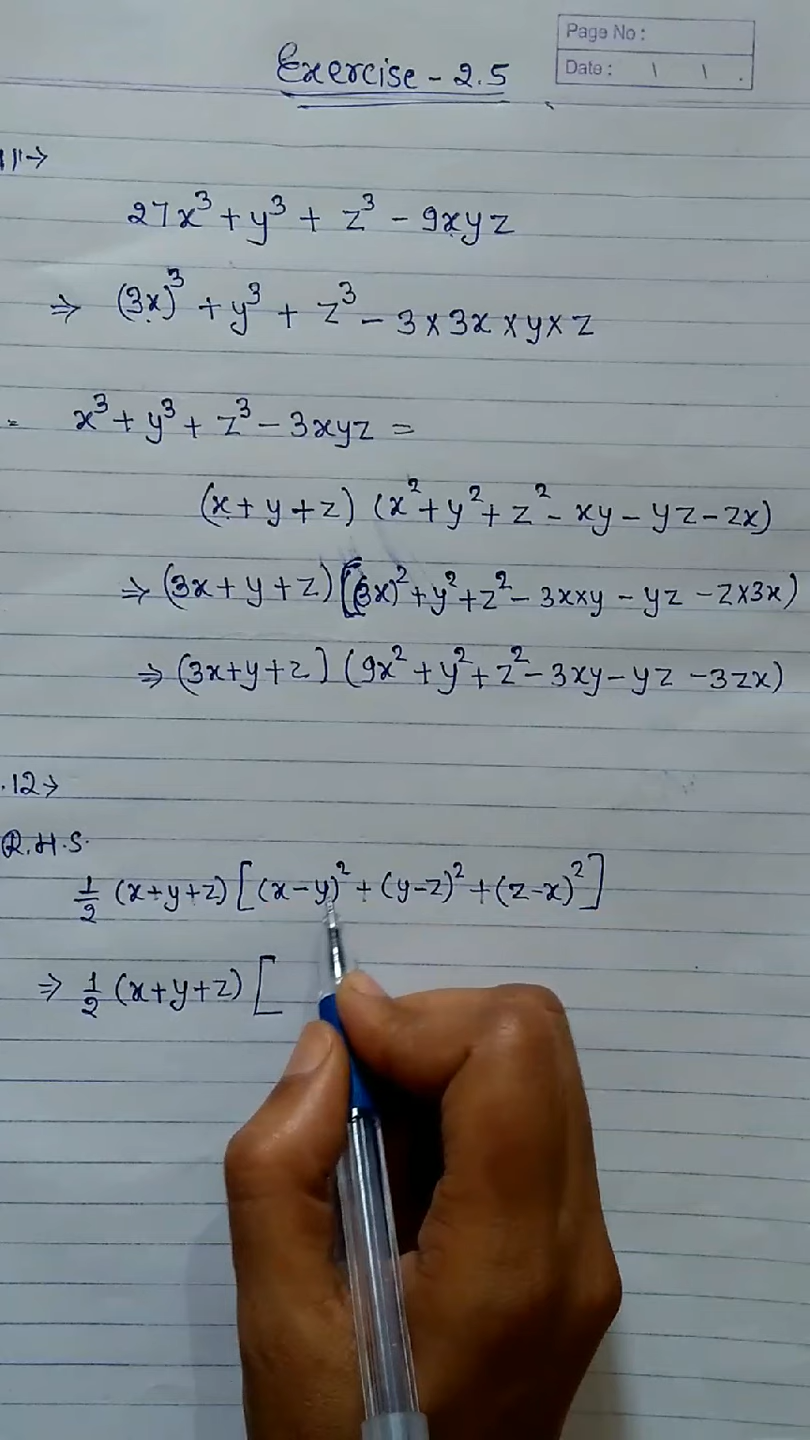 Page No :
Exercise - 2.5
Date : \ \ .
11→
27x³ + y³ + z³ - 9xyz
⇒ (3x)³ + y³ + z³ - 3 × 3x × y × z
= x³ + y³ + z³ - 3xyz =
(x + y + z) (x² + y² + z² - xy - yz - zx)
⇒ (3x + y + z) [(3x)² + y² + z² - 3x×y - yz - z×3x)
⇒ (3x+y+z) (9x² + y² + z² - 3xy - yz - 3zx)
.12→
R.H.S.
1/2 (x+y+z) [(x-y)² + (y-z)² + (z-x)²]
⇒ 1/2 (x+y+z) [